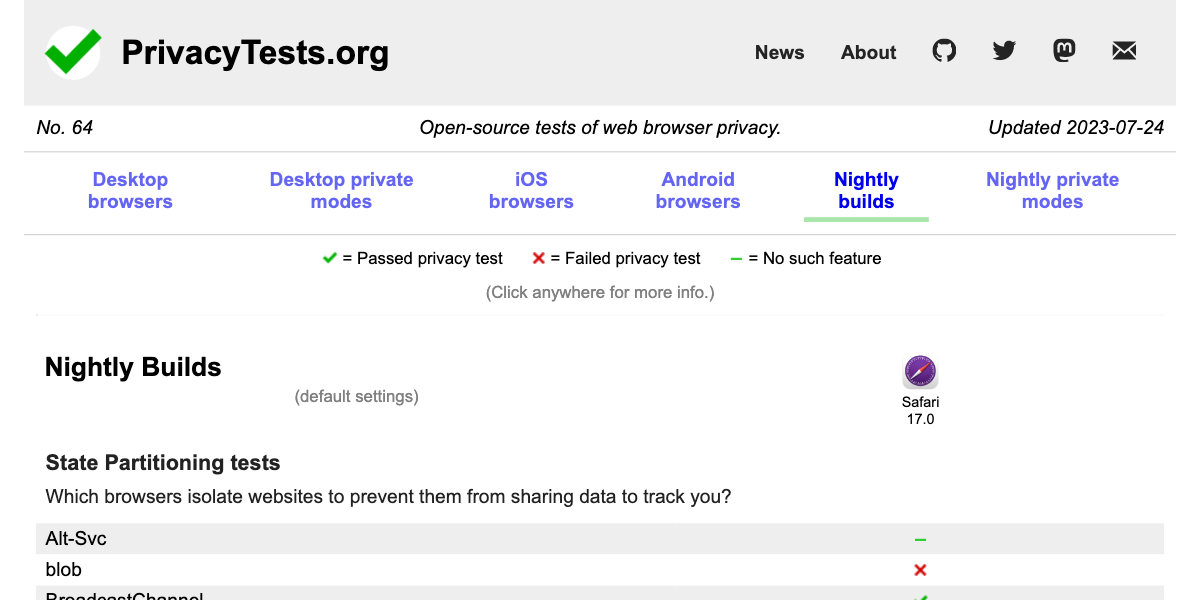 PrivacyTests.org
News About
No. 64 Open-source tests of web browser privacy. Updated 2023-07-24
Desktop browsers Desktop private modes iOS browsers Android browsers Nightly builds Nightly private modes
= Passed privacy test = Failed privacy test = No such feature
(Click anywhere for more info.)
Nightly Builds
(default settings)
Safari
17.0
State Partitioning tests
Which browsers isolate websites to prevent them from sharing data to track you?
Alt-Svc
blob
BroadcastChannel